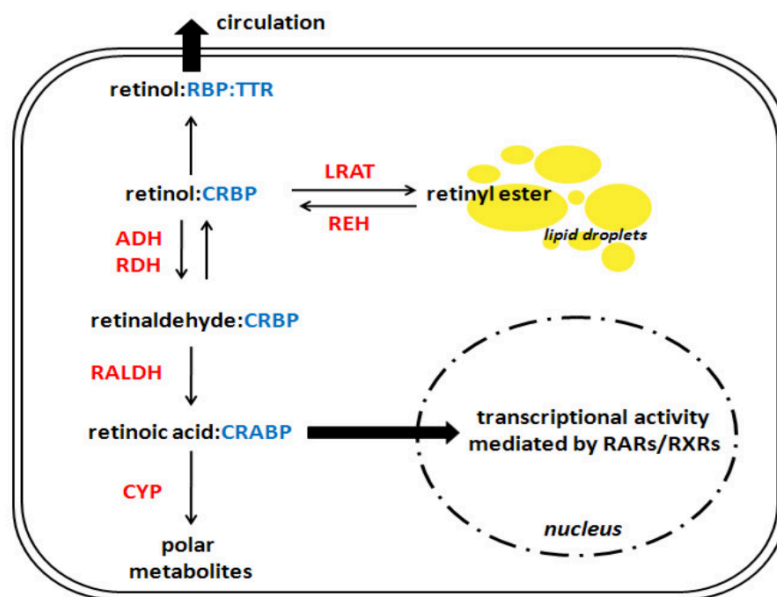 circulation
retinol:RBP:TTR
retinol:CRBP
LRAT
REH
retinyl ester
lipid droplets
ADH
RDH
retinaldehyde:CRBP
RALDH
retinoic acid:CRABP
transcriptional activity
mediated by RARs/RXRs
CYP
nucleus
polar
metabolites